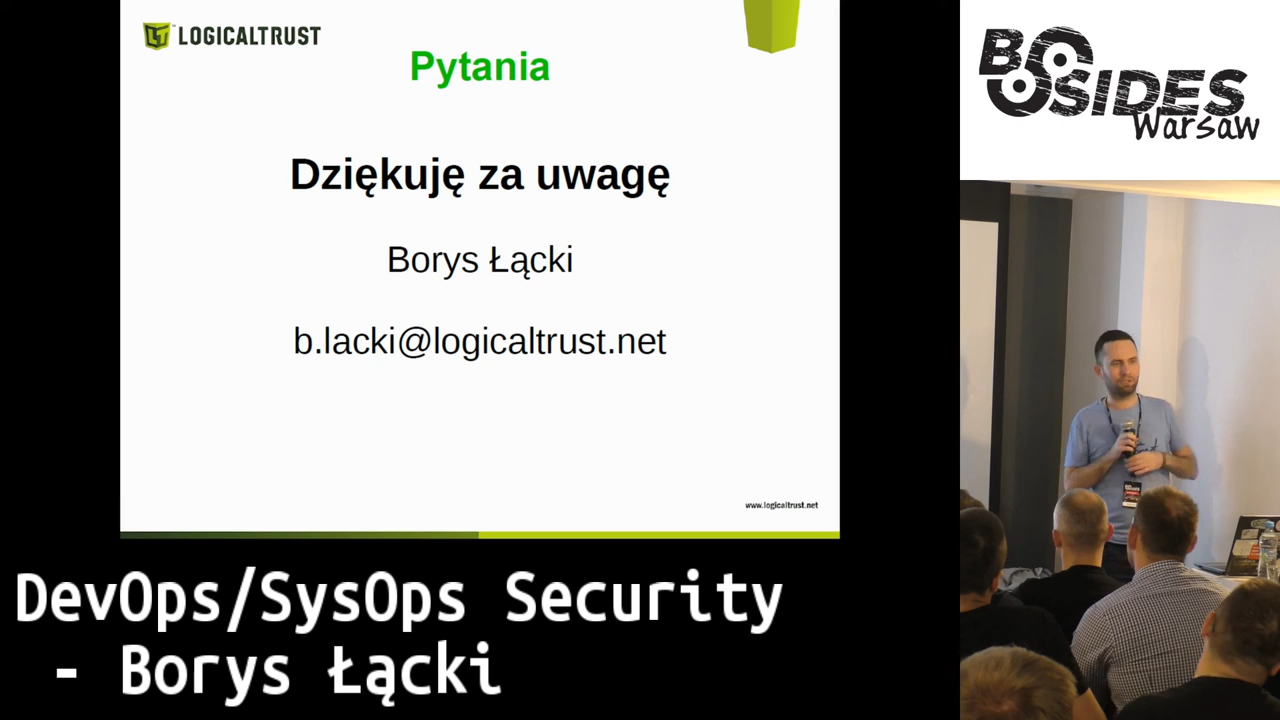 LOGICALTRUST
Pytania
Dziękuję za uwagę
Borys Łącki
b.lacki@logicaltrust.net
www.logicaltrust.net
DevOps/SysOps Security
- Borys Łącki
BSIDES
Warsaw